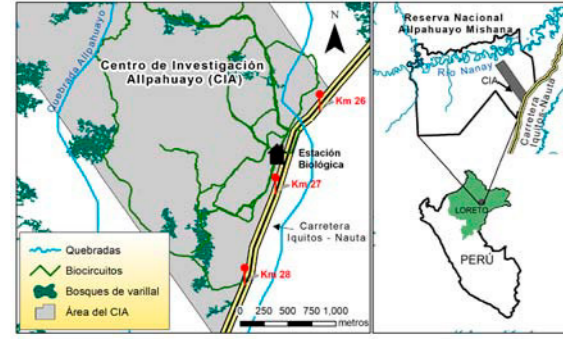 N
Quebrada Allpahuayo
Centro de Investigación
Allpahuayo (CIA)
Km 26
Estación
Biológica
Km 27
Carretera
Iquitos - Nauta
Km 28
0 250 500 750 1,000
metros
Quebradas
Biocircuitos
Bosques de varillal
Área del CIA
Reserva Nacional
Allpahuayo Mishana
Río Nanay
CIA
Carretera
Iquitos-Nauta
LORETO
PERÚ